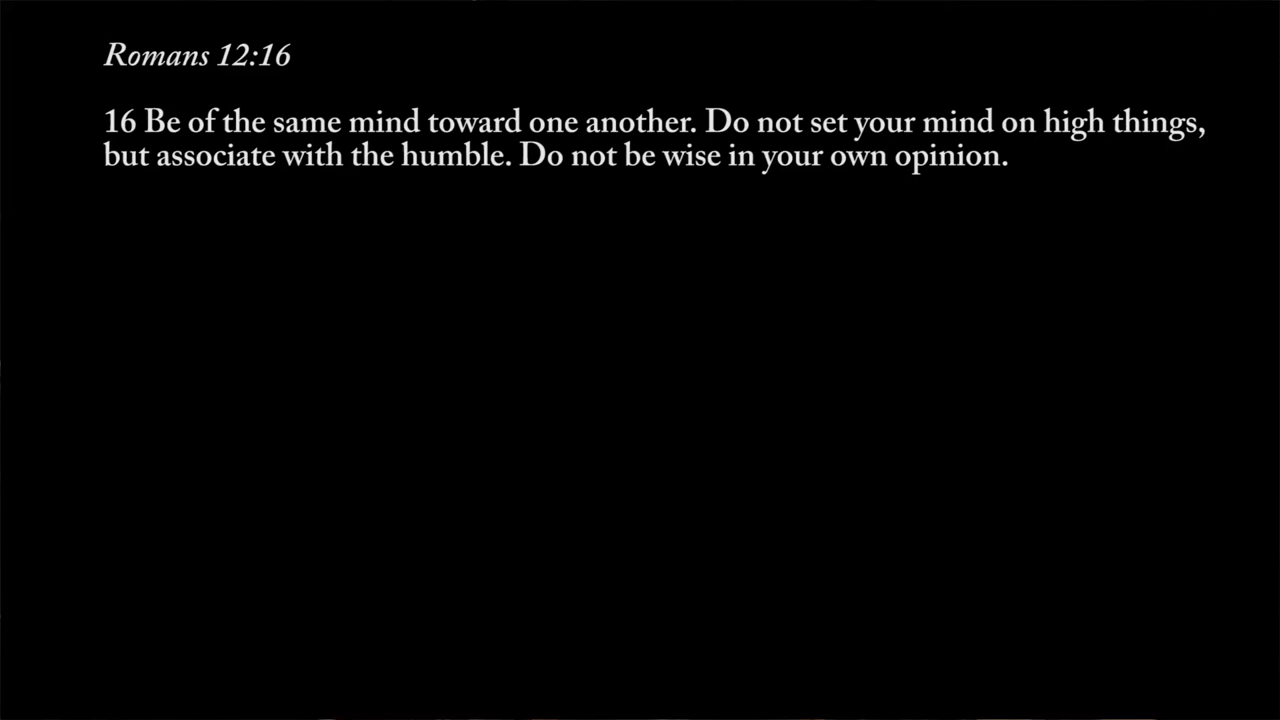 Romans 12:16
16 Be of the same mind toward one another. Do not set your mind on high things,
but associate with the humble. Do not be wise in your own opinion.